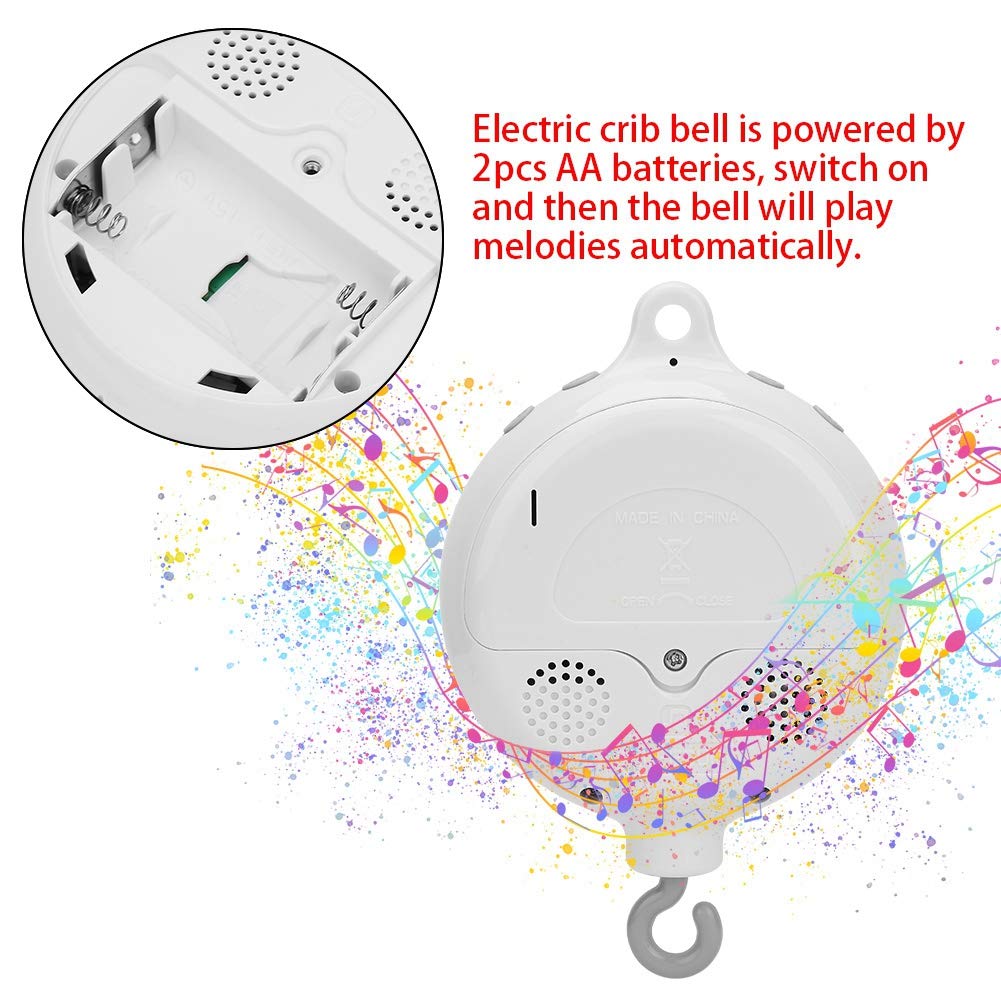 Electric crib bell is powered by
2pcs AA batteries, switch on
and then the bell will play
melodies automatically.
MADE IN CHINA
OPEN CLOSE